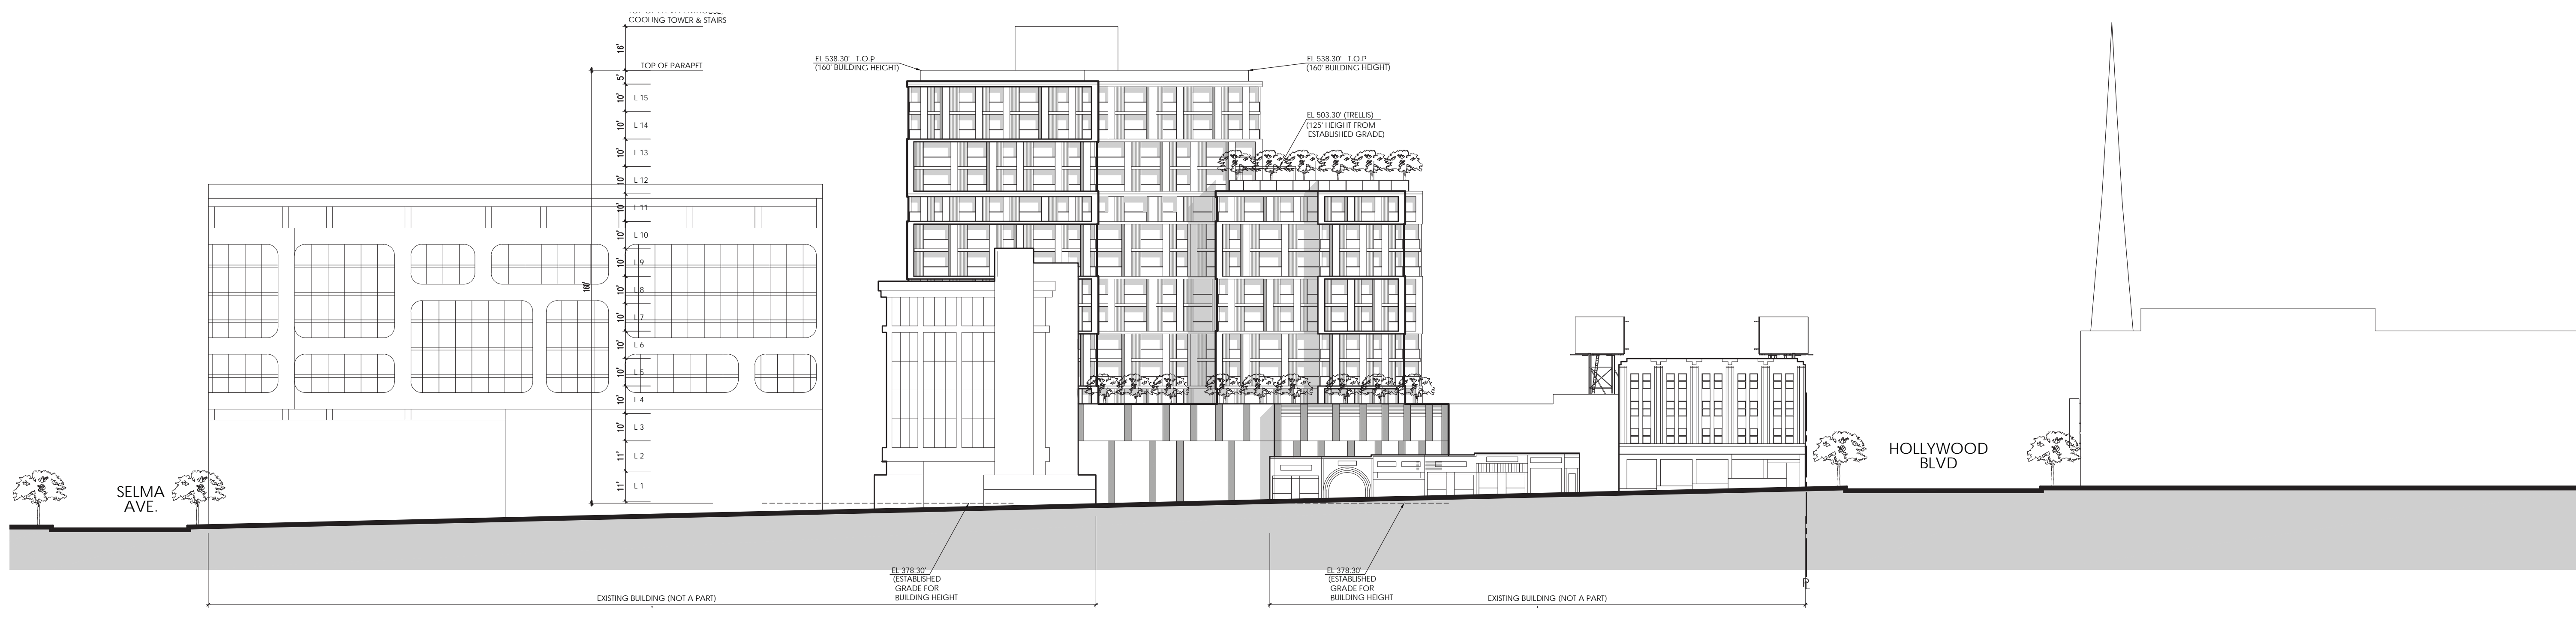 COOLING TOWER & STAIRS
16'
TOP OF PARAPET
5'
10'
L 15
10'
L 14
10'
L 13
10'
L 12
10'
L 11
10'
L 10
10'
L 9
10'
L 8
10'
L 7
10'
L 6
10'
L 5
10'
L 4
10'
L 3
11'
L 2
11'
L 1
160'
EL 538.30' T.O.P
(160' BUILDING HEIGHT)
EL 538.30' T.O.P
(160' BUILDING HEIGHT)
EL 503.30' (TRELLIS)
(125' HEIGHT FROM
ESTABLISHED GRADE)
SELMA
AVE.
HOLLYWOOD
BLVD
EL 378.30'
(ESTABLISHED
GRADE FOR
BUILDING HEIGHT
EL 378.30'
(ESTABLISHED
GRADE FOR
BUILDING HEIGHT
EXISTING BUILDING (NOT A PART)
EXISTING BUILDING (NOT A PART)
PL